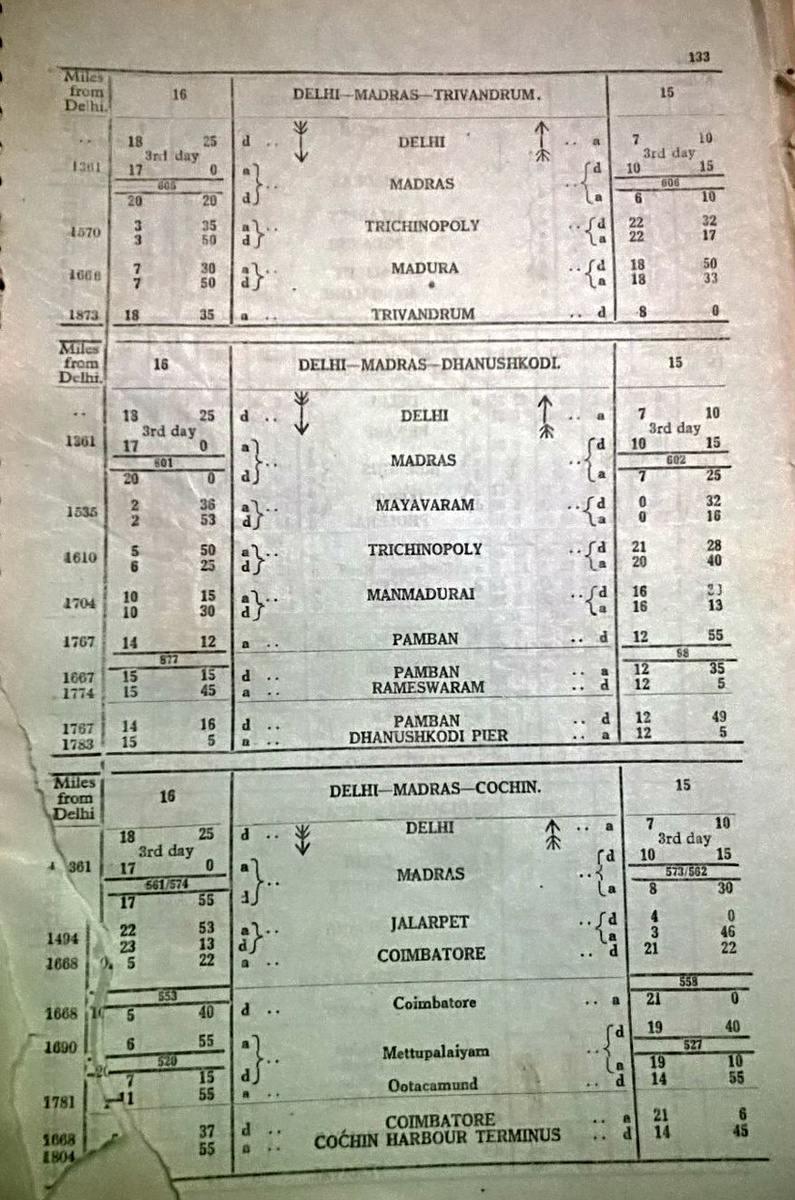 133
Miles from Delhi. 16 DELHI—MADRAS—TRIVANDRUM. 15
.. 18 25 d .. DELHI .. a 7 10
3rd day 3rd day
1361 17 0 a MADRAS d 10 15
605 606
20 20 d .. .. a 6 10
1570 3 35 a TRICHINOPOLY .. d 22 32
3 50 d .. a 22 17
1668 7 30 a MADURA .. d 18 50
7 50 d .. a 18 33
1873 18 35 a .. TRIVANDRUM .. d 8 0
Miles from Delhi. 16 DELHI—MADRAS—DHANUSHKODI. 15
.. 18 25 d .. DELHI .. a 7 10
3rd day 3rd day
1361 17 0 a MADRAS d 10 15
601 602
20 0 d .. .. a 7 25
1535 2 36 a MAYAVARAM .. d 0 32
2 53 d .. a 0 16
1610 5 50 a TRICHINOPOLY .. d 21 28
6 25 d .. a 20 40
1704 10 15 a MANMADURAI .. d 16
10 30 d .. a 16 13
1767 14 12 a .. PAMBAN .. d 12 55
877 98
1667 15 15 d .. PAMBAN .. a 12 35
1774 15 45 a .. RAMESWARAM .. d 12 5
1767 14 16 d .. PAMBAN .. d 12 49
1783 15 5 a .. DHANUSHKODI PIER .. a 12 5
Miles from Delhi 16 DELHI—MADRAS—COCHIN. 15
18 25 d .. DELHI .. a 7 10
3rd day 3rd day
361 17 0 a MADRAS d 10 15
561/574 573/562
17 55 .. .. a 8 30
1494 22 53 a JALARPET .. d 4 0
23 13 d .. a 3 46
1668 5 22 a .. COIMBATORE .. d 21 22
553 558
1668 5 40 d .. Coimbatore .. a 21 0
1690 6 55 a Mettupalaiyam d 19 40
520 527
7 15 d .. .. a 19 10
1781 11 55 a .. Ootacamund .. d 14 55
1668 37 d .. COIMBATORE .. a 21 6
1804 55 a .. COCHIN HARBOUR TERMINUS .. d 14 45